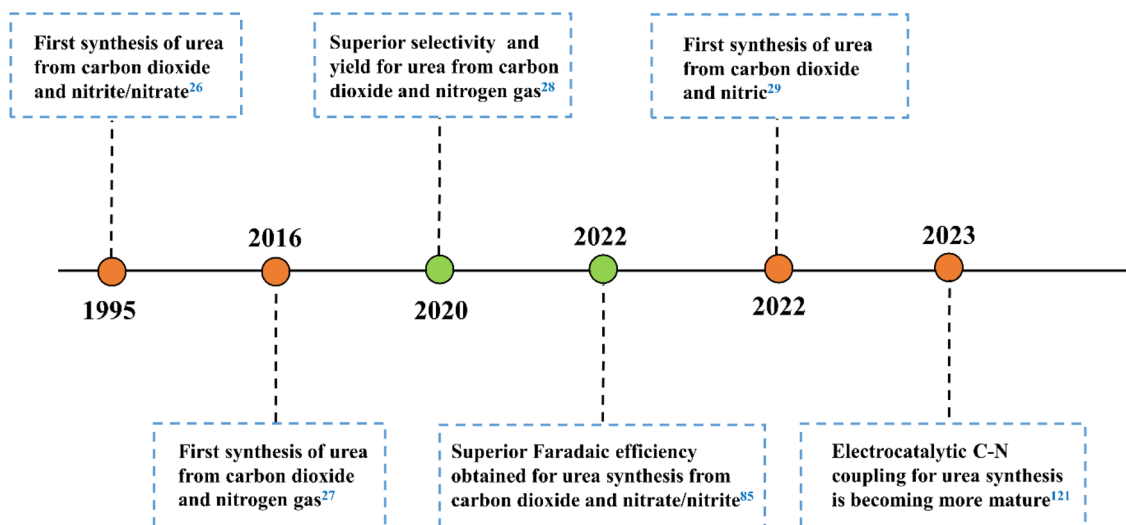 First synthesis of urea
from carbon dioxide
and nitrite/nitrate26
Superior selectivity and
yield for urea from carbon
dioxide and nitrogen gas28
First synthesis of urea
from carbon dioxide
and nitric29
2016
2022
2023
1995
2020
2022
First synthesis of urea
from carbon dioxide
and nitrogen gas27
Superior Faradaic efficiency
obtained for urea synthesis from
carbon dioxide and nitrate/nitrite85
Electrocatalytic C-N
coupling for urea synthesis
is becoming more mature121